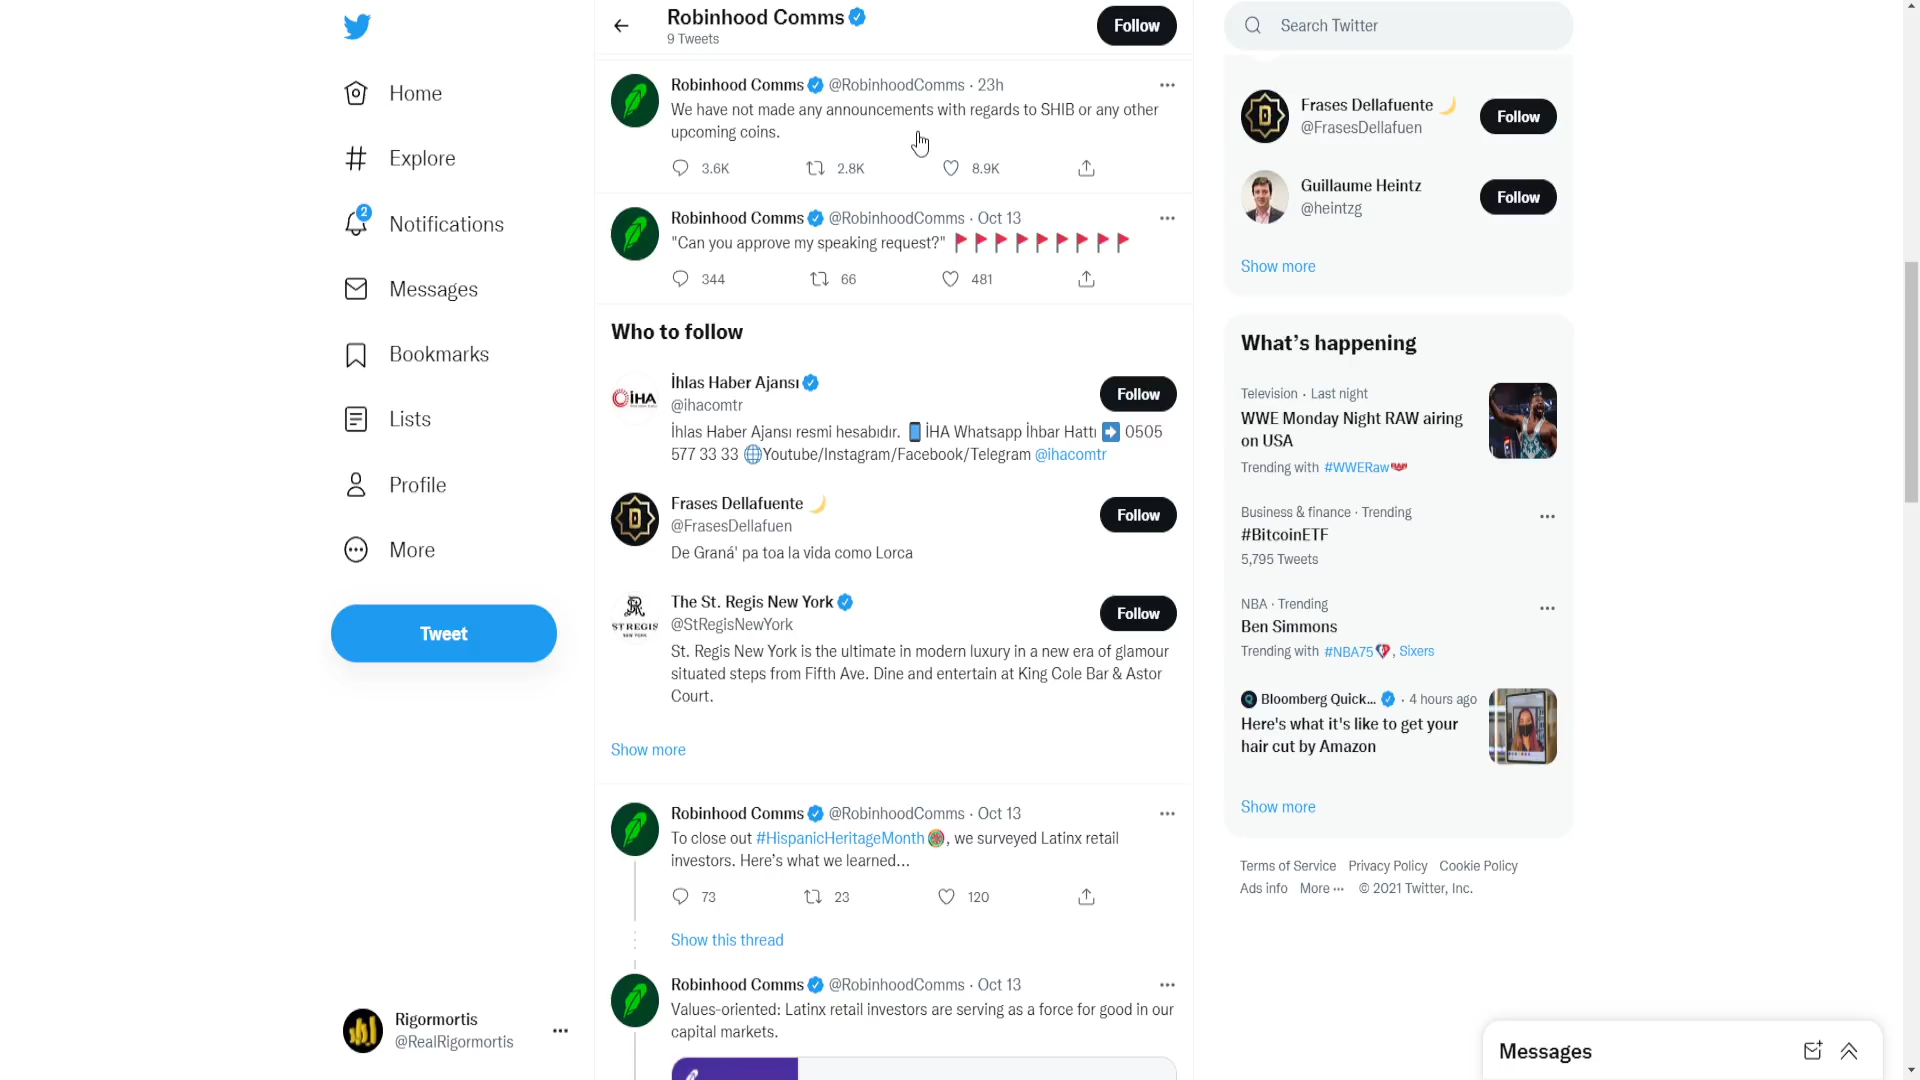 Home
Explore
2
Notifications
Messages
Bookmarks
Lists
Profile
More
Tweet
Rigormortis
@RealRigormortis
Robinhood Comms
9 Tweets
Follow
Robinhood Comms @RobinhoodComms · 23h
We have not made any announcements with regards to SHIB or any other
upcoming coins.
3.6K 2.8K 8.9K
Robinhood Comms @RobinhoodComms · Oct 13
"Can you approve my speaking request?" 🚩🚩🚩🚩🚩🚩🚩🚩🚩
344 66 481
Who to follow
İHA
İhlas Haber Ajansı
@ihacomtr
Follow
İhlas Haber Ajansı resmi hesabıdır. 📱 İHA Whatsapp İhbar Hattı ➡ 0505
577 33 33 🌐Youtube/Instagram/Facebook/Telegram @ihacomtr
Frases Dellafuente 🌙
@FrasesDellafuen
Follow
De Graná' pa toa la vida como Lorca
ST REGIS
NEW YORK
The St. Regis New York
@StRegisNewYork
Follow
St. Regis New York is the ultimate in modern luxury in a new era of glamour
situated steps from Fifth Ave. Dine and entertain at King Cole Bar & Astor
Court.
Show more
Robinhood Comms @RobinhoodComms · Oct 13
To close out #HispanicHeritageMonth, we surveyed Latinx retail
investors. Here's what we learned...
73 23 120
Show this thread
Robinhood Comms @RobinhoodComms · Oct 13
Values-oriented: Latinx retail investors are serving as a force for good in our
capital markets.
Search Twitter
Frases Dellafuente 🌙
@FrasesDellafuen
Follow
Guillaume Heintz
@heintzg
Follow
Show more
What's happening
Television · Last night
WWE Monday Night RAW airing
on USA
Trending with #WWERaw
Business & finance · Trending
#BitcoinETF
5,795 Tweets
NBA · Trending
Ben Simmons
Trending with #NBA75, Sixers
Bloomberg Quick... · 4 hours ago
Here's what it's like to get your
hair cut by Amazon
Show more
Terms of Service Privacy Policy Cookie Policy
Ads info More ··· © 2021 Twitter, Inc.
Messages